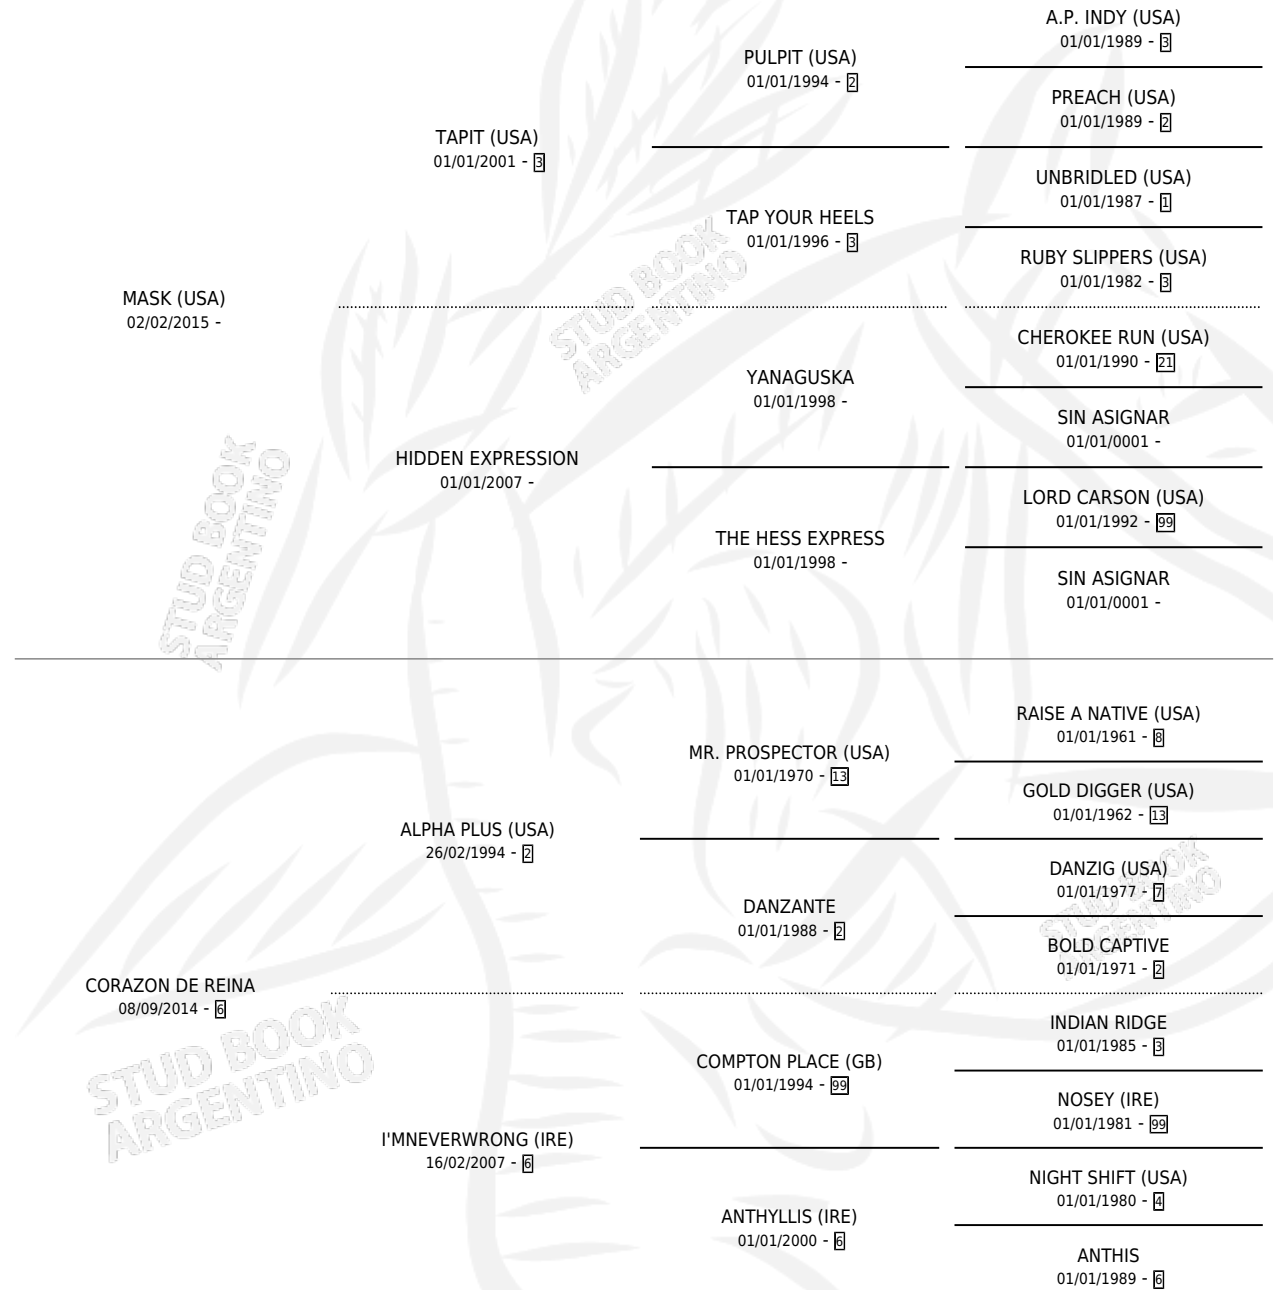 A.P. INDY (USA)
01/01/1989 - 3
PULPIT (USA)
01/01/1994 - 2
PREACH (USA)
01/01/1989 - 2
TAPIT (USA)
01/01/2001 - 3
UNBRIDLED (USA)
01/01/1987 - 1
TAP YOUR HEELS
01/01/1996 - 3
RUBY SLIPPERS (USA)
01/01/1982 - 3
MASK (USA)
02/02/2015 -
CHEROKEE RUN (USA)
01/01/1990 - 21
YANAGUSKA
01/01/1998 -
SIN ASIGNAR
01/01/0001 -
HIDDEN EXPRESSION
01/01/2007 -
LORD CARSON (USA)
01/01/1992 - 99
THE HESS EXPRESS
01/01/1998 -
SIN ASIGNAR
01/01/0001 -
STUD BOOK
ARGENTINO
STUD BOOK
ARGENTINO
RAISE A NATIVE (USA)
01/01/1961 - 8
MR. PROSPECTOR (USA)
01/01/1970 - 13
GOLD DIGGER (USA)
01/01/1962 - 13
ALPHA PLUS (USA)
26/02/1994 - 2
DANZIG (USA)
01/01/1977 - 7
DANZANTE
01/01/1988 - 2
BOLD CAPTIVE
01/01/1971 - 2
CORAZON DE REINA
08/09/2014 - 6
INDIAN RIDGE
01/01/1985 - 3
COMPTON PLACE (GB)
01/01/1994 - 99
NOSEY (IRE)
01/01/1981 - 99
I'MNEVERWRONG (IRE)
16/02/2007 - 6
NIGHT SHIFT (USA)
01/01/1980 - 4
ANTHYLLIS (IRE)
01/01/2000 - 6
ANTHIS
01/01/1989 - 6
STUD BOOK
ARGENTINO
STUD BOOK
ARGENTINO